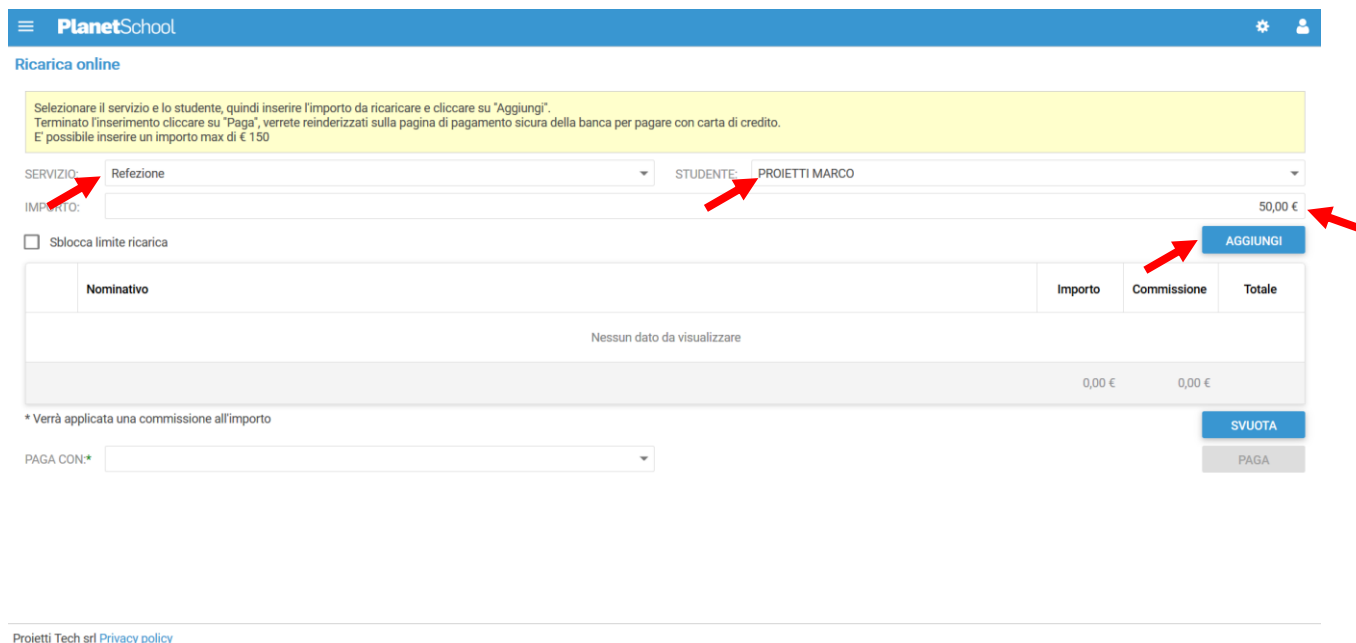 PlanetSchool
Ricarica online
Selezionare il servizio e lo studente, quindi inserire l'importo da ricaricare e cliccare su "Aggiungi".
Terminato l'inserimento cliccare su "Paga", verrete reinderizzati sulla pagina di pagamento sicura della banca per pagare con carta di credito.
E' possibile inserire un importo max di € 150
SERVIZIO: Refezione STUDENTE: PROIETTI MARCO
IMPORTO: 50,00 €
Sblocca limite ricarica AGGIUNGI
Nominativo Importo Commissione Totale
Nessun dato da visualizzare
0,00 € 0,00 €
* Verrà applicata una commissione all'importo SVUOTA
PAGA CON:* PAGA
Proietti Tech srl Privacy policy